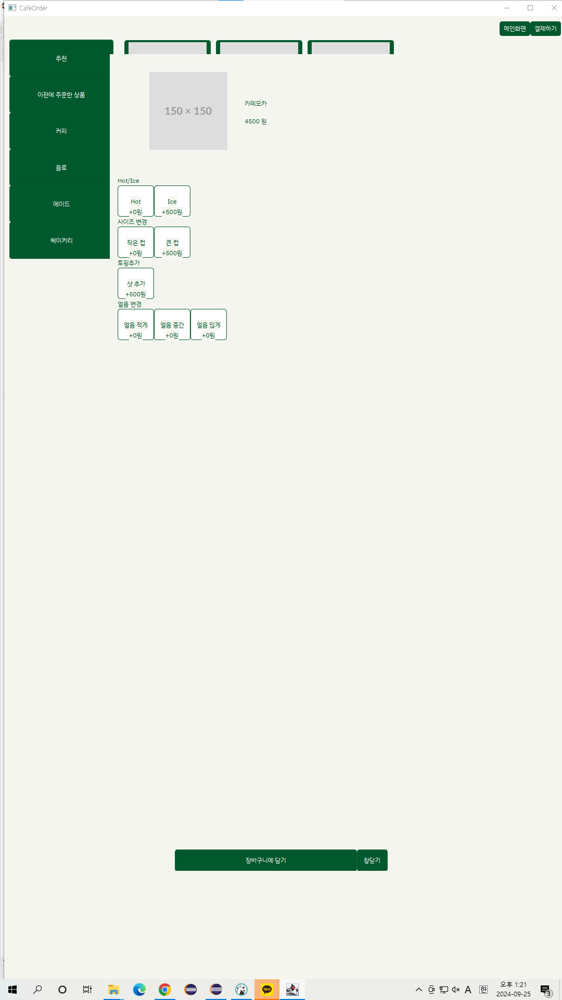 CafeOrder
메인화면 결제하기
추천
이전에 주문한 상품
커피
음료
에이드
베이커리
150 × 150
카페모카
4500 원
Hot/Ice
Hot Ice
+0원 +500원
사이즈 변경
작은 컵 큰 컵
+0원 +500원
토핑추가
샷 추가
+500원
얼음 변경
얼음 적게 얼음 중간 얼음 많게
+0원 +0원 +0원
장바구니에 담기 창닫기
TALK
A 한
오후 1:21
2024-09-25
3